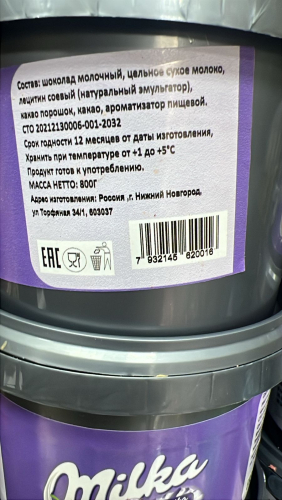 Состав: шоколад молочный, цельное сухое молоко,
лецитин соевый (натуральный эмульгатор),
какао порошок, какао, ароматизатор пищевой.
СТО 20212130006-001-2032
Срок годности 12 месяцев от даты изготовления,
Хранить при температуре от +1 до +5°С
Продукт готов к употреблению.
МАССА НЕТТО: 800Г
Адрес изготовления: Россия ,г. Нижний Новгород,
ул Торфяная 34/1, 603037
EAC
7 932145 620016
Milka